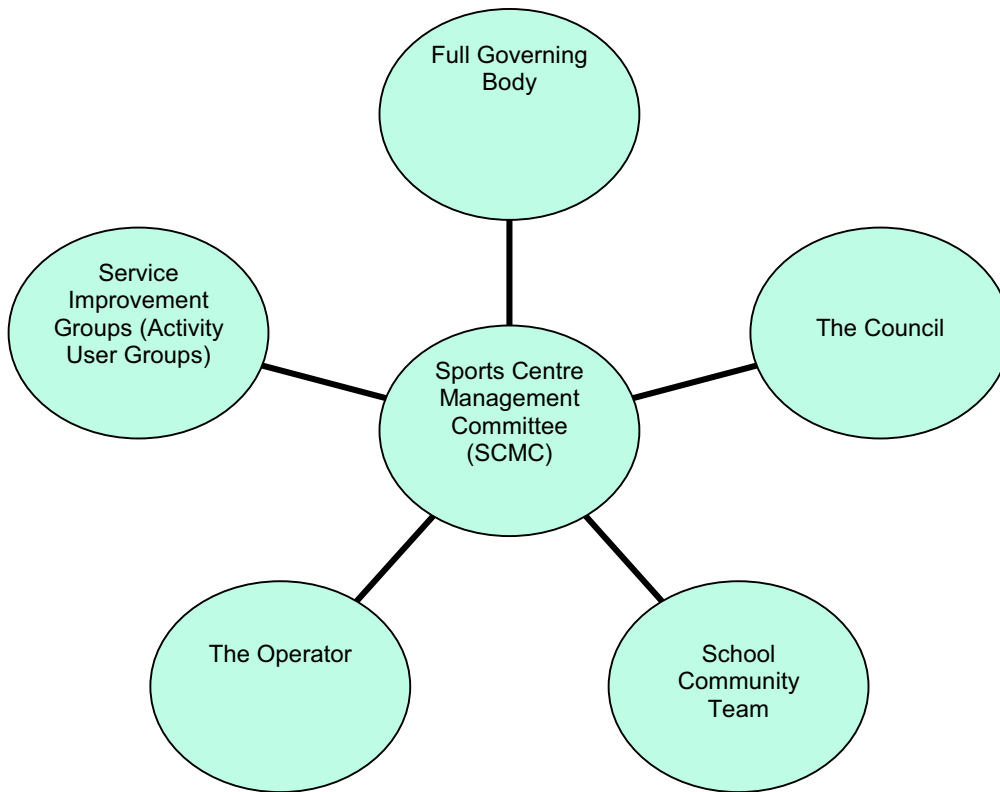 Full Governing
Body
Service
Improvement
Groups (Activity
User Groups)
The Council
Sports Centre
Management
Committee
(SCMC)
The Operator
School
Community
Team